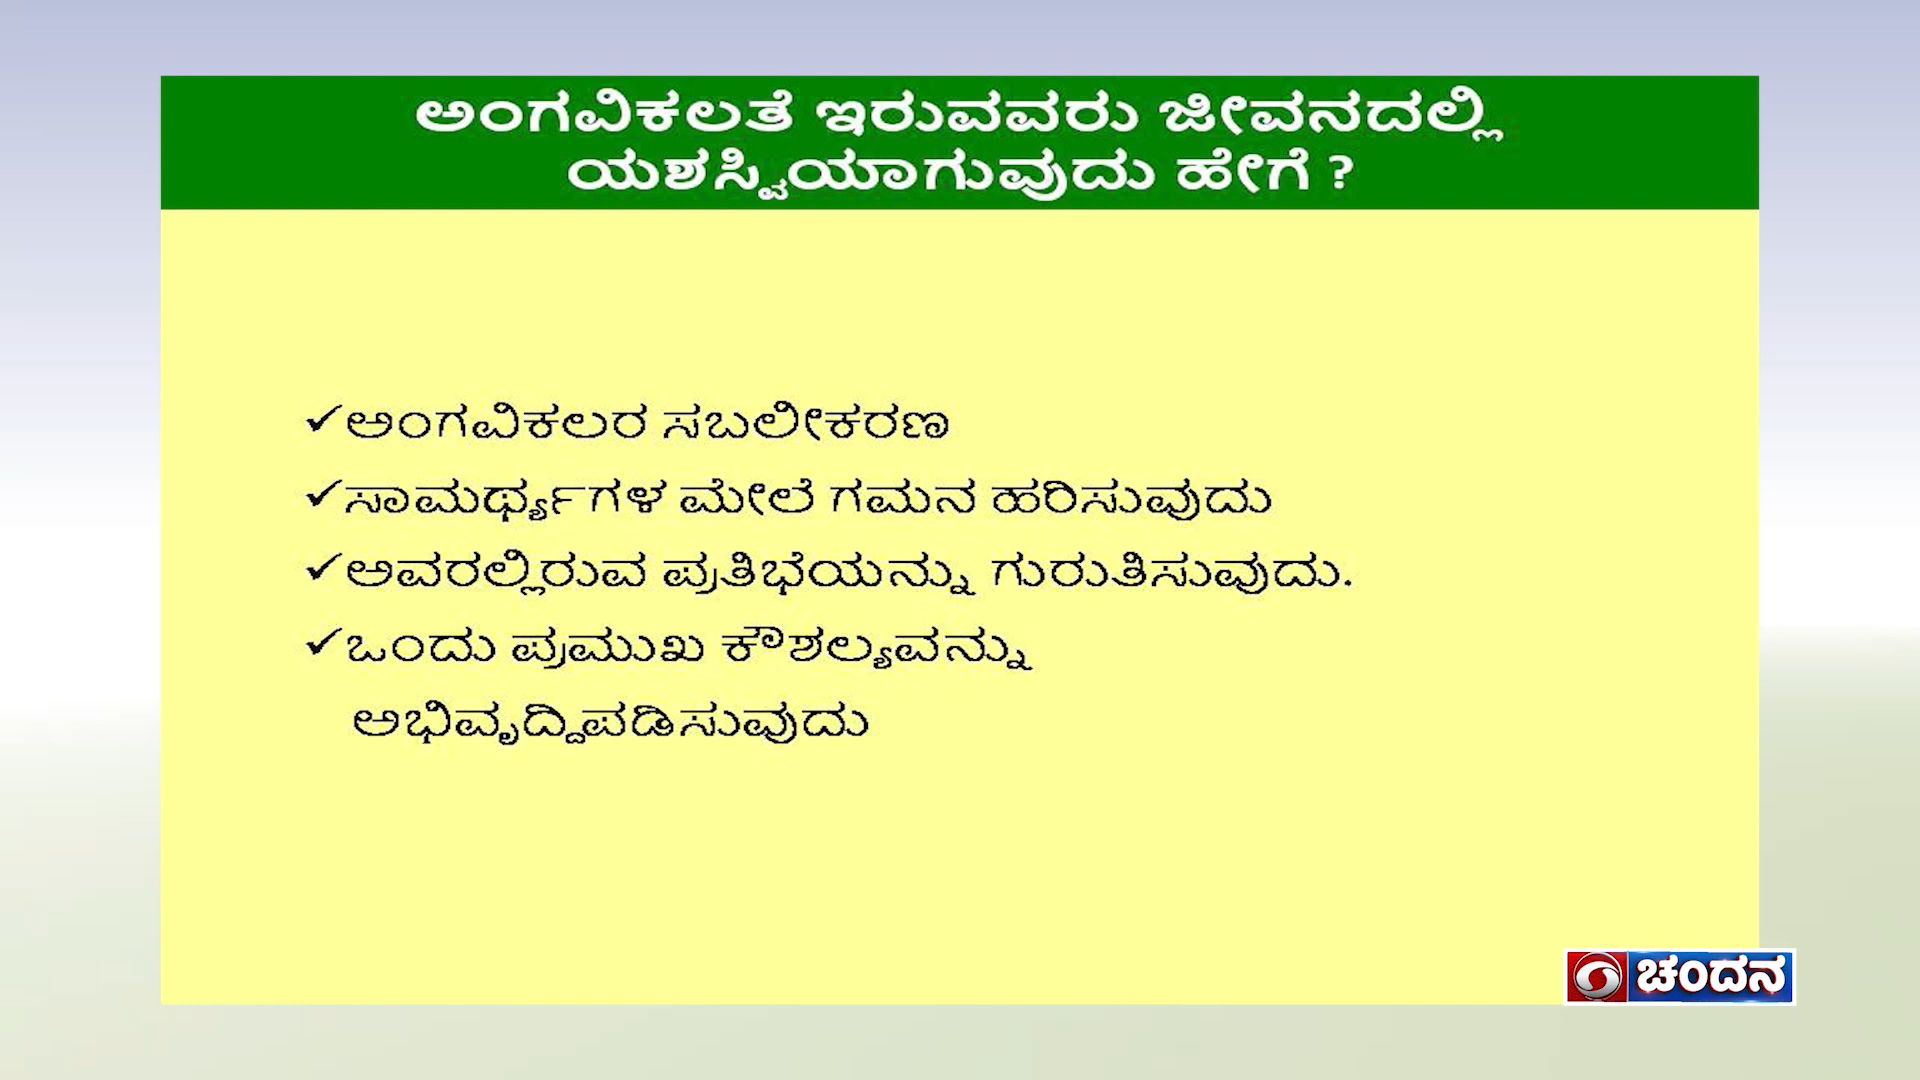 ಅಂಗವಿಕಲತೆ ಇರುವವರು ಜೀವನದಲ್ಲಿ
ಯಶಸ್ವಿಯಾಗುವುದು ಹೇಗೆ ?
✓ಅಂಗವಿಕಲರ ಸಬಲೀಕರಣ
✓ಸಾಮರ್ಥ್ಯಗಳ ಮೇಲೆ ಗಮನ ಹರಿಸುವುದು
✓ಅವರಲ್ಲಿರುವ ಪ್ರತಿಭೆಯನ್ನು ಗುರುತಿಸುವುದು.
✓ಒಂದು ಪ್ರಮುಖ ಕೌಶಲ್ಯವನ್ನು
ಅಭಿವೃದ್ದಿಪಡಿಸುವುದು
ಚಂದನ